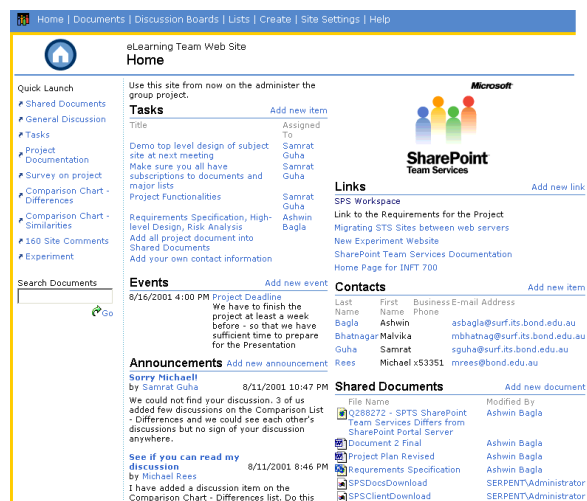 Home | Documents | Discussion Boards | Lists | Create | Site Settings | Help
eLearning Team Web Site
Home
Quick Launch
Shared Documents
General Discussion
Tasks
Project
Documentation
Survey on project
Comparison Chart -
Differences
Comparison Chart -
Similarities
160 Site Comments
Experiment
Search Documents
Go
Use this site from now on the administer the
group project.
Tasks Add new item
Title Assigned
To
Demo top level design of subject Samrat
site at next meeting Guha
Make sure you all have Samrat
subscriptions to documents and Guha
major lists
Project Functionalities Samrat
Guha
Requirements Specification, High- Ashwin
level Design, Risk Analysis Bagla
Add all project document into
Shared Documents
Add your own contact information
Events Add new event
8/16/2001 4:00 PM Project Deadline
We have to finish the
project at least a week
before - so that we have
sufficient time to prepare
for the Presentation
Announcements Add new announcement
Sorry Michael!
by Samrat Guha 8/11/2001 10:47 PM
We could not find your discussion. 3 of us
added few discussions on the Comparison List
- Differences and we could see each other's
discussions but no sign of your discussion
anywhere.
See if you can read my
discussion 8/11/2001 8:46 PM
by Michael Rees
I have added a discussion item on the
Comparison Chart - Differences list. Do this
Microsoft
SharePoint
Team Services
Links Add new link
SPS Workspace
Link to the Requirements for the Project
Migrating STS Sites between web servers
New Experiment Website
SharePoint Team Services Documentation
Home Page for INFT 700
Contacts Add new item
Last First Business E-mail Address
Name Name Phone
Bagla Ashwin asbagla@surf.its.bond.edu.au
Bhatnagar Malvika mbhatnag@surf.its.bond.edu.au
Guha Samrat sguha@surf.its.bond.edu.au
Rees Michael x53351 mrees@bond.edu.au
Shared Documents Add new document
File Name Modified By
Q288272 - SPTS SharePoint Ashwin Bagla
Team Services Differs from
SharePoint Portal Server
Document 2 Final Ashwin Bagla
Project Plan Revised Ashwin Bagla
Requirements Specification Ashwin Bagla
SPSDocsDownload SERPENT\Administrator
SPSClientDownload SERPENT\Administrator